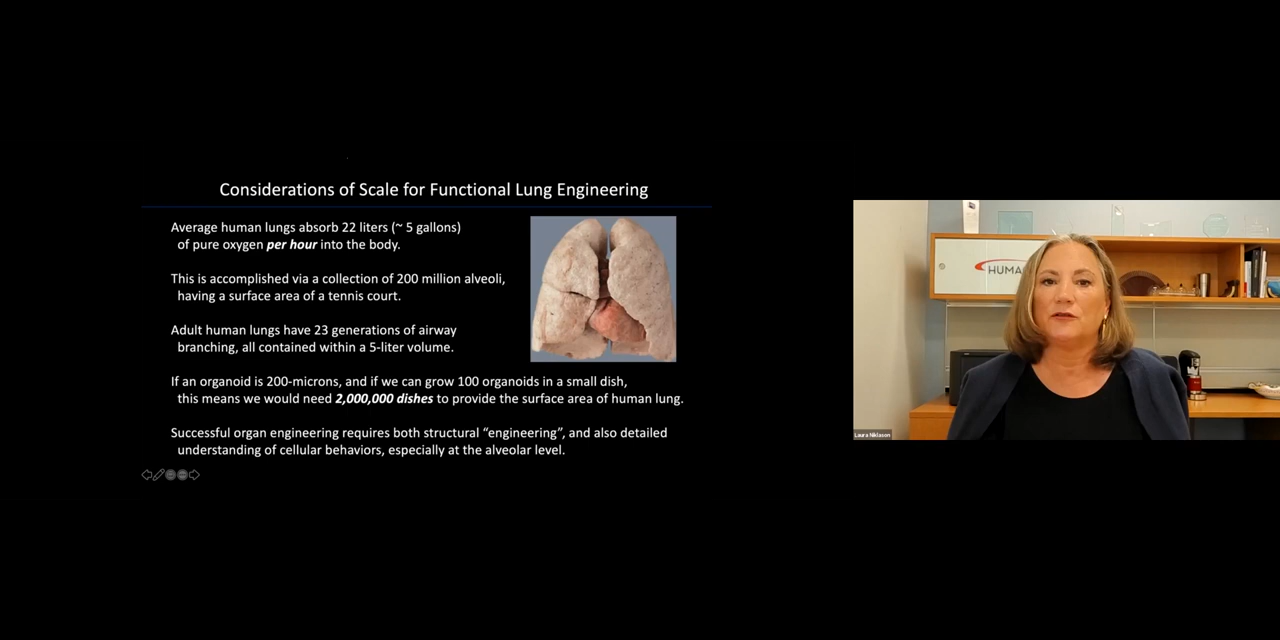 Considerations of Scale for Functional Lung Engineering
Average human lungs absorb 22 liters (~ 5 gallons)
of pure oxygen per hour into the body.
This is accomplished via a collection of 200 million alveoli,
having a surface area of a tennis court.
Adult human lungs have 23 generations of airway
branching, all contained within a 5-liter volume.
If an organoid is 200-microns, and if we can grow 100 organoids in a small dish,
this means we would need 2,000,000 dishes to provide the surface area of human lung.
Successful organ engineering requires both structural “engineering”, and also detailed
understanding of cellular behaviors, especially at the alveolar level.
HUMA
Laura Niklason